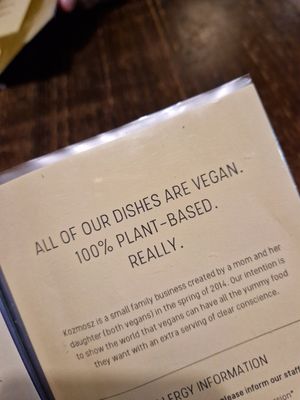 ALL OF OUR DISHES ARE VEGAN.
100% PLANT-BASED.
REALLY.
Kozmosz is a small family business created by a mom and her
daughter (both vegans) in the spring of 2014. Our intention is
to show the world that vegans can have all the yummy food
they want with an extra serving of clear conscience.
LLERGY INFORMATION
please inform our staff